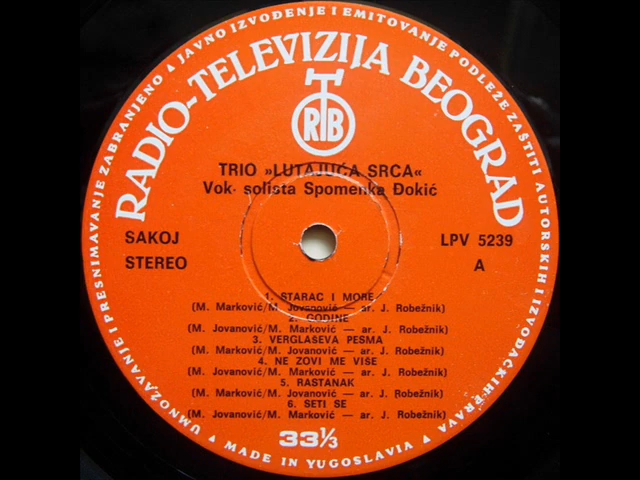 UMNOŽAVANJE I PRESNIMAVANJE ZABRANJENO ▲ JAVNO IZVOĐENJE I EMITOVANJE PODLEŽE ZAŠTITI AUTORSKIH I IZVOĐAČKIH PRAVA
RADIO-TELEVIZIJA BEOGRAD
RTB
TRIO »LUTAJUĆA SRCA«
Vok. solista Spomenka Đokić
SAKOJ
STEREO
LPV 5239
A
1. STARAC I MORE
(M. Marković/M. Jovanović — ar. J. Robežnik)
2. GODINE
(M. Jovanović/M. Marković — ar. J. Robežnik)
3. VERGLAŠEVA PESMA
(M. Marković/M. Jovanović — ar. J. Robežnik)
4. NE ZOVI ME VIŠE
(M. Jovanović/M. Marković — ar. J. Robežnik)
5. RASTANAK
(M. Marković/M. Jovanović — ar. J. Robežnik)
6. SETI SE
(M. Jovanović/M. Marković — ar. J. Robežnik)
33⅓
▲ MADE IN YUGOSLAVIA ▲